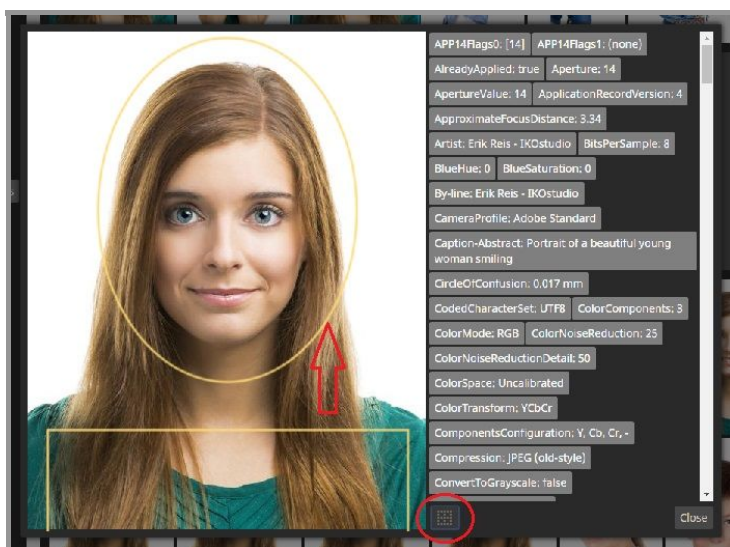 APP14Flags0: [14] APP14Flags1: (none)
AlreadyApplied: true Aperture: 14
ApertureValue: 14 ApplicationRecordVersion: 4
ApproximateFocusDistance: 3.34
Artist: Erik Reis - IKOstudio BitsPerSample: 8
BlueHue: 0 BlueSaturation: 0
By-line: Erik Reis - IKOstudio
CameraProfile: Adobe Standard
Caption-Abstract: Portrait of a beautiful young
woman smiling
CircleOfConfusion: 0.017 mm
CodedCharacterSet: UTF8 ColorComponents: 3
ColorMode: RGB ColorNoiseReduction: 25
ColorNoiseReductionDetail: 50
ColorSpace: Uncalibrated
ColorTransform: YCbCr
ComponentsConfiguration: Y, Cb, Cr, -
Compression: JPEG (old-style)
ConvertToGrayscale: false
Close